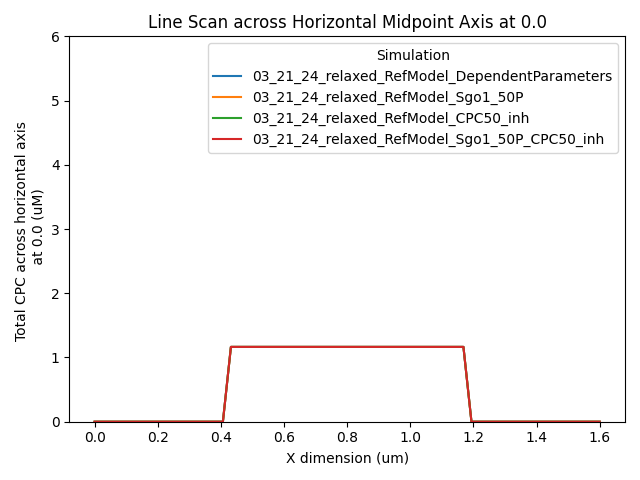 Line Scan across Horizontal Midpoint Axis at 0.0
Total CPC across horizontal axis
at 0.0 (uM)
6
5
4
3
2
1
0
Simulation
03_21_24_relaxed_RefModel_DependentParameters
03_21_24_relaxed_RefModel_Sgo1_50P
03_21_24_relaxed_RefModel_CPC50_inh
03_21_24_relaxed_RefModel_Sgo1_50P_CPC50_inh
0.0 0.2 0.4 0.6 0.8 1.0 1.2 1.4 1.6
X dimension (um)